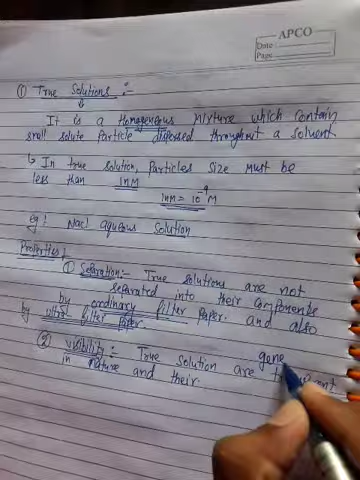 APCO
Date :
Page
① True Solutions :-
It is a Homogeneous Mixture which contain
small solute particle dispersed throughout a solvent
↳ In true solution, particles size must be
less than 1nM
1nM = 10⁻⁹ M
eg: Nacl aqueous solution
Properties:
① Separation:- True solutions are not
separated into their components
by ordinary filter paper. and also
by ultra filter paper.
② visibility :- True solution are gene
in nature and their